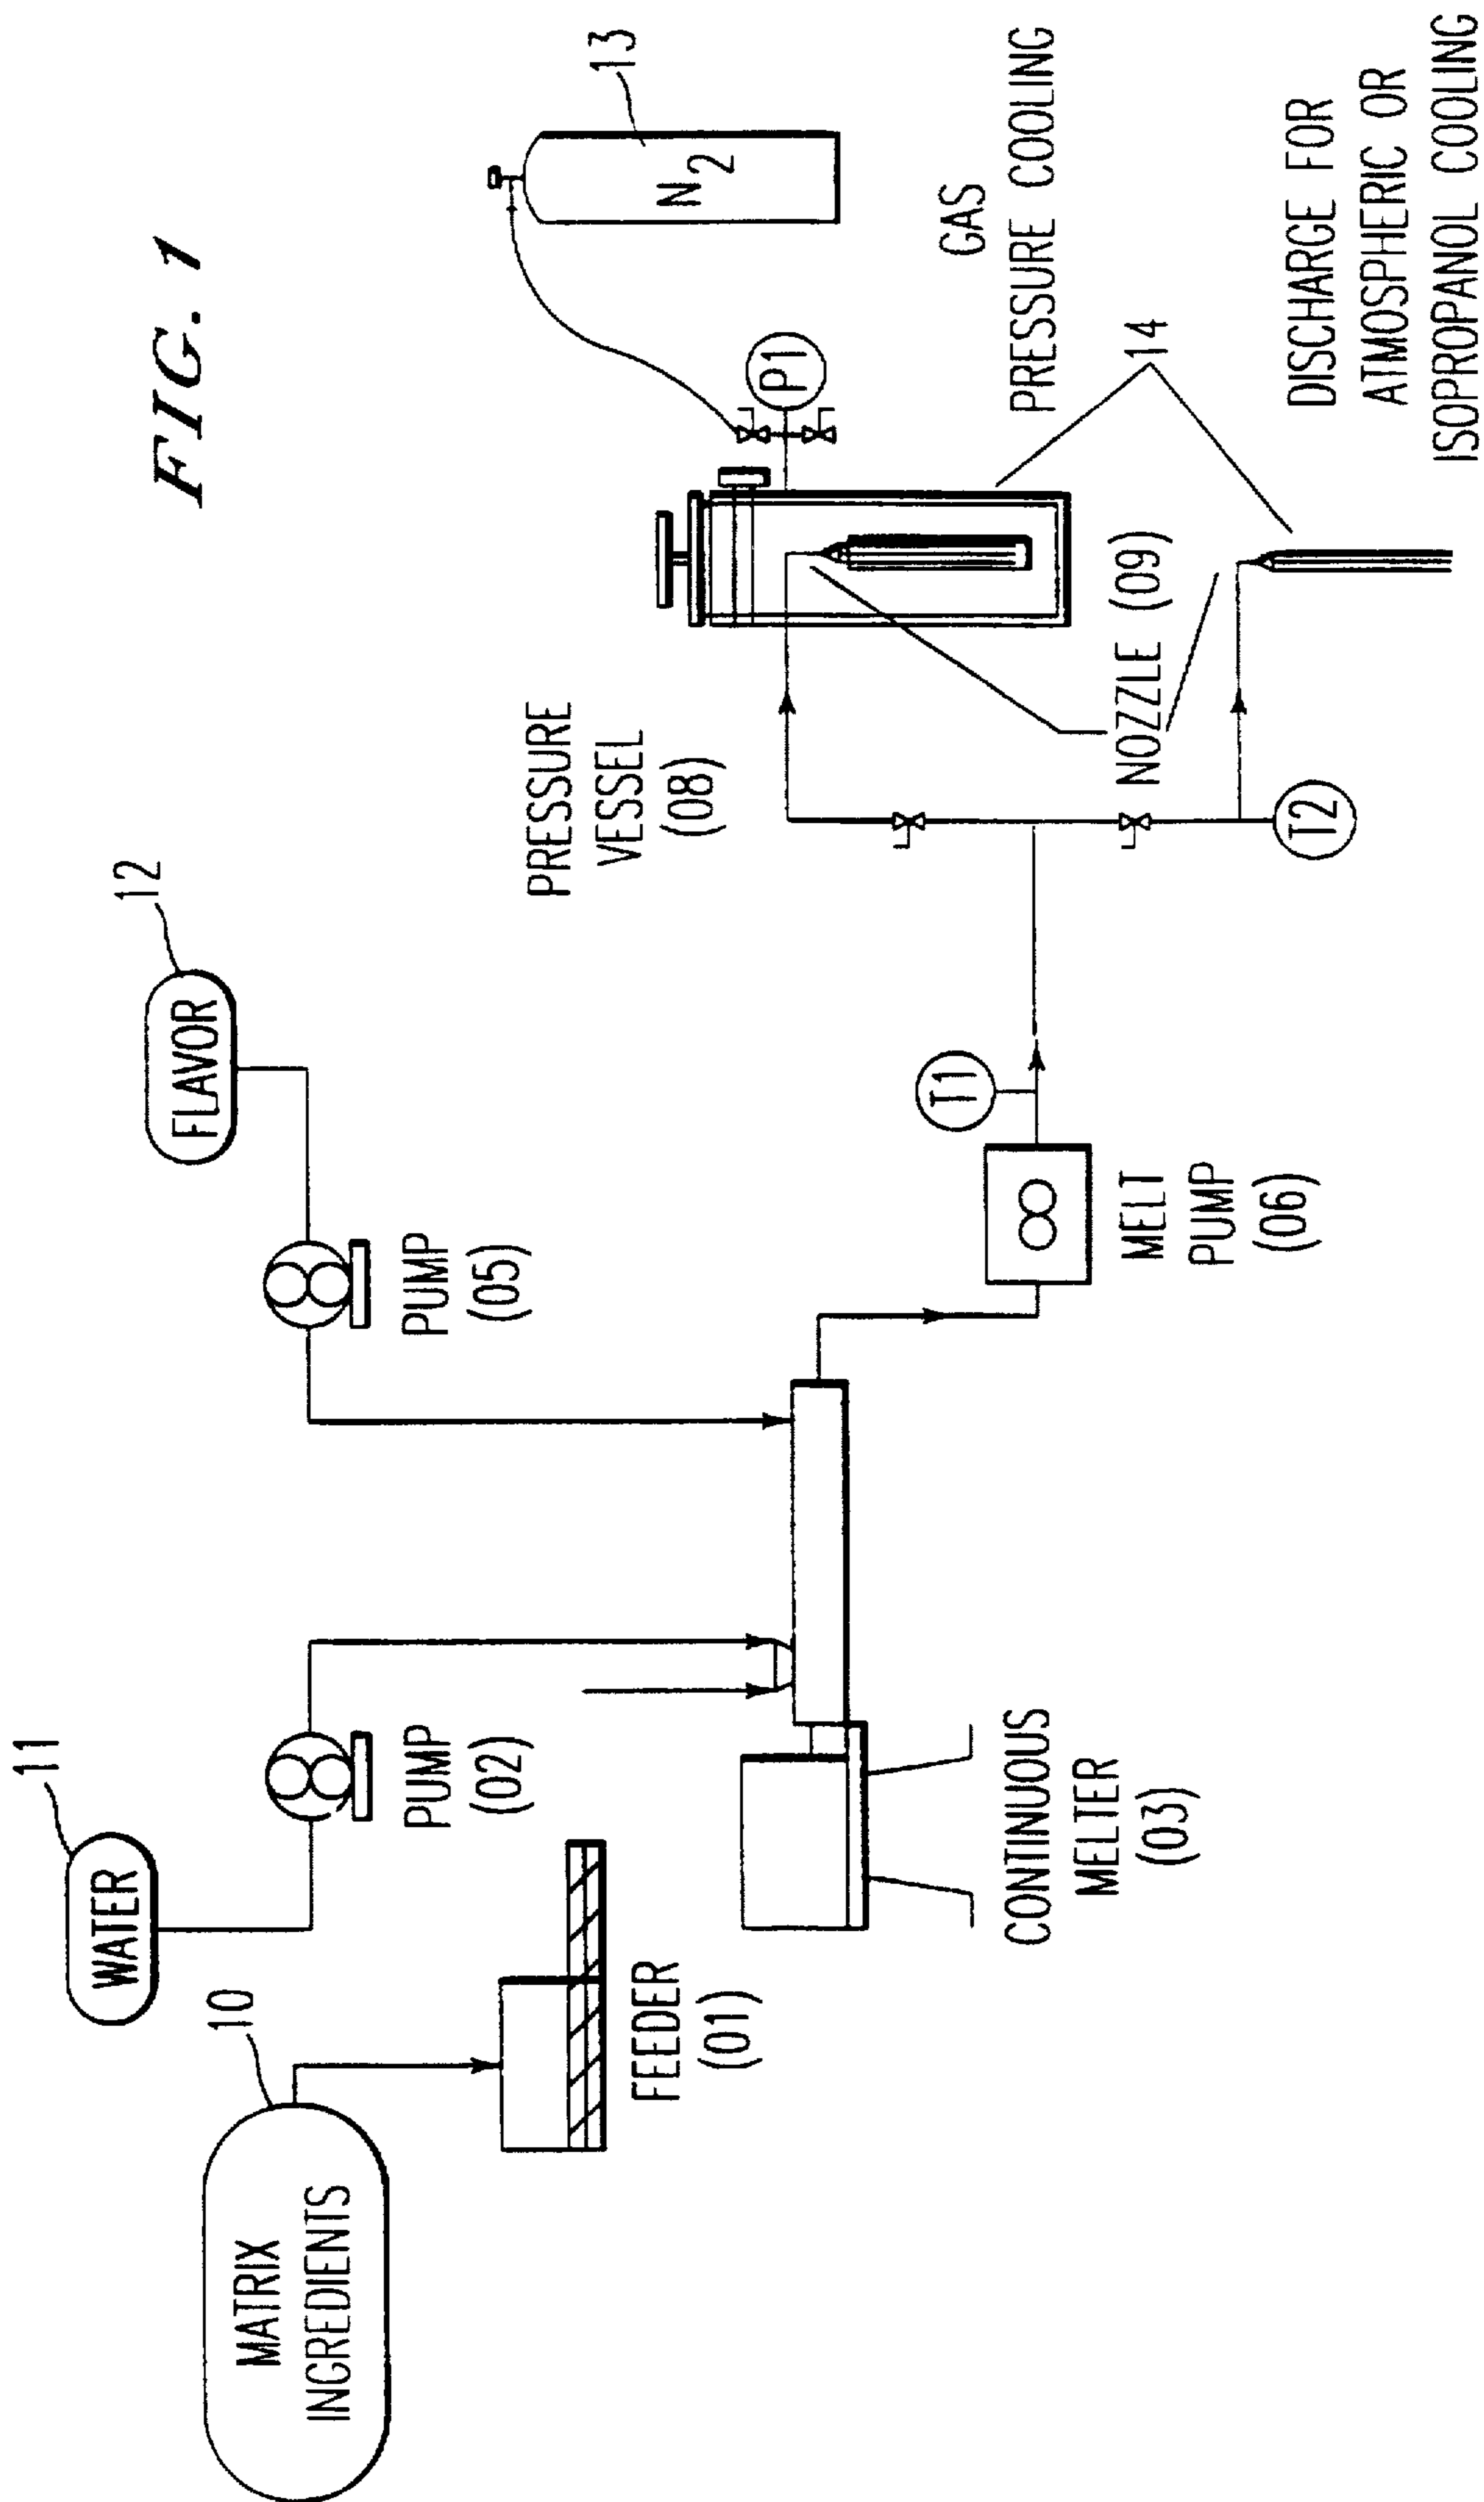 FIG. 1
11
WATER
12
FLAVOR
10
MATRIX
INGREDIENTS
13
N2
PUMP
(02)
PUMP
(05)
FEEDER
(01)
PRESSURE
VESSEL
(08)
P1
GAS
PRESSURE COOLING
T1
CONTINUOUS
MELTER
(03)
MELT
PUMP
(06)
NOZZLE (09)
14
T2
DISCHARGE FOR
ATMOSPHERIC OR
ISOPROPANOL COOLING